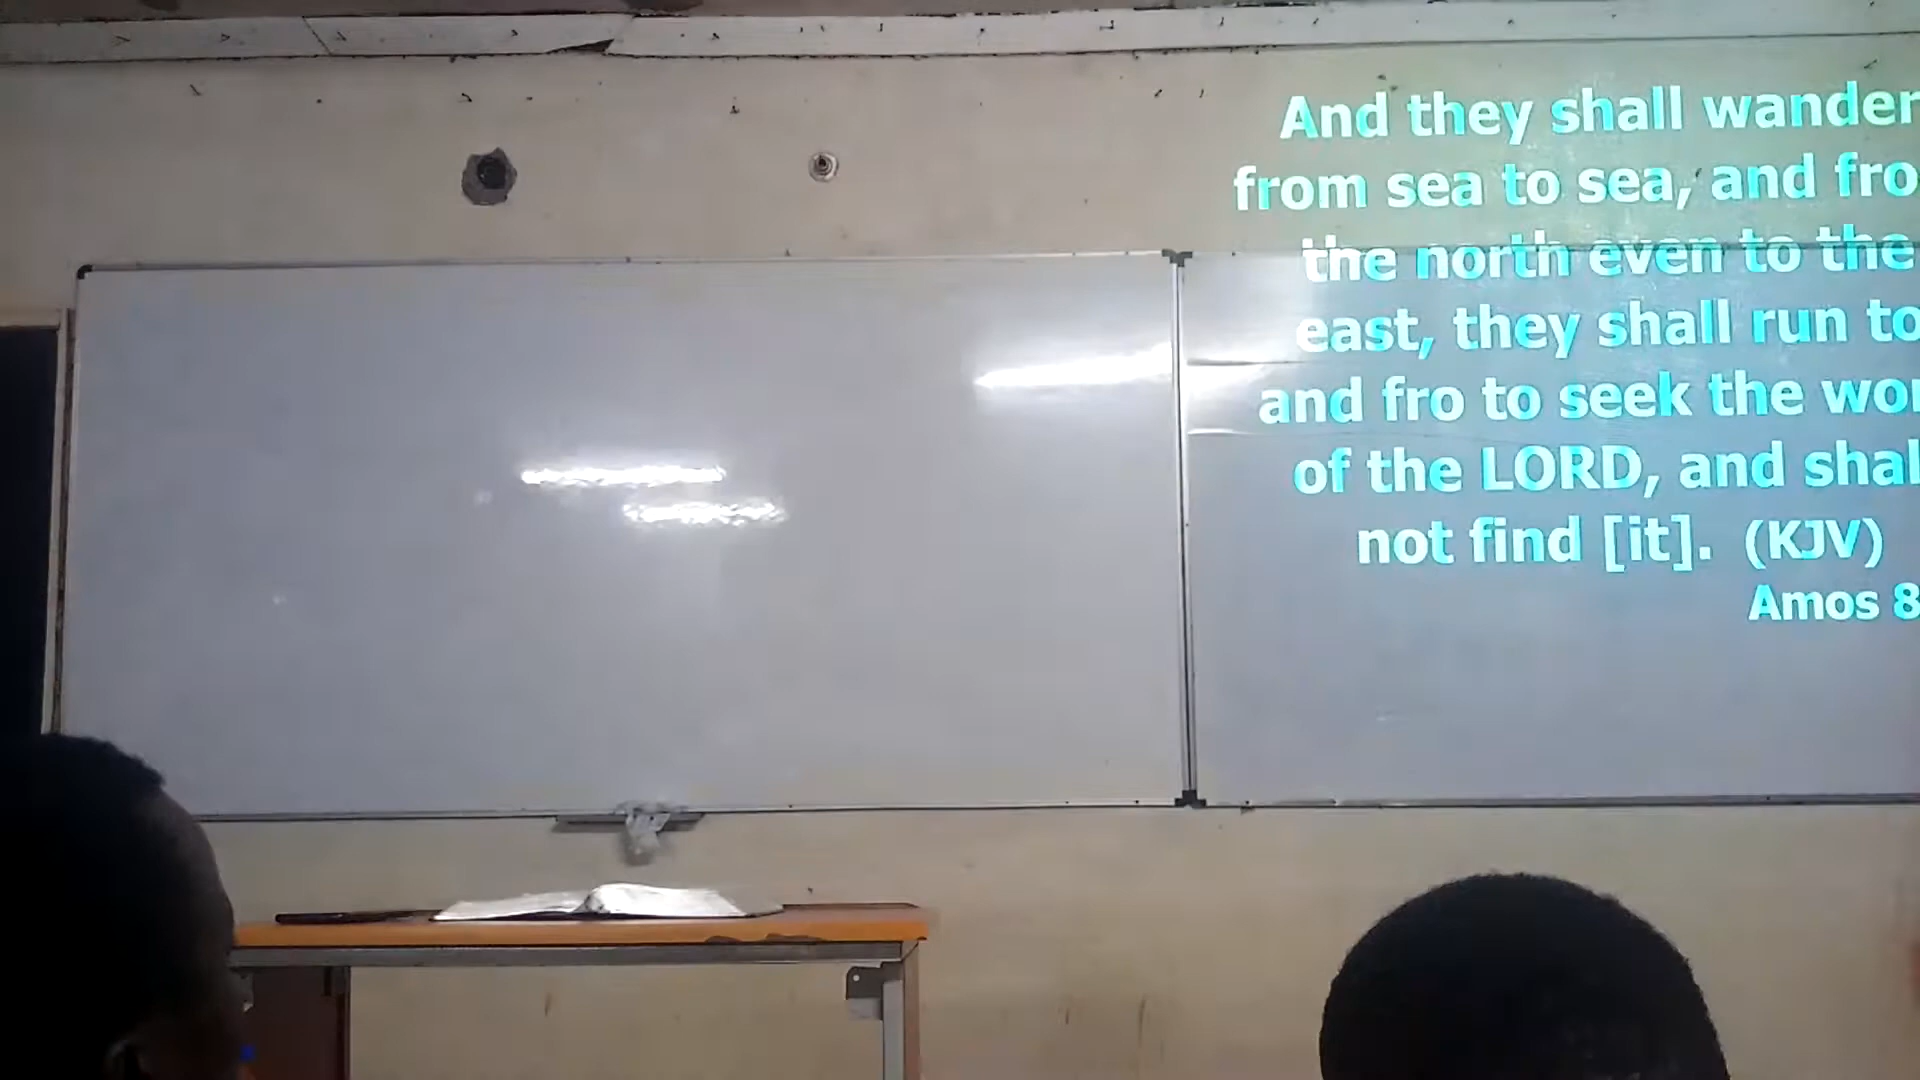 And they shall wander
from sea to sea, and fro
the north even to the
east, they shall run to
and fro to seek the wor
of the LORD, and shal
not find [it]. (KJV)
Amos 8